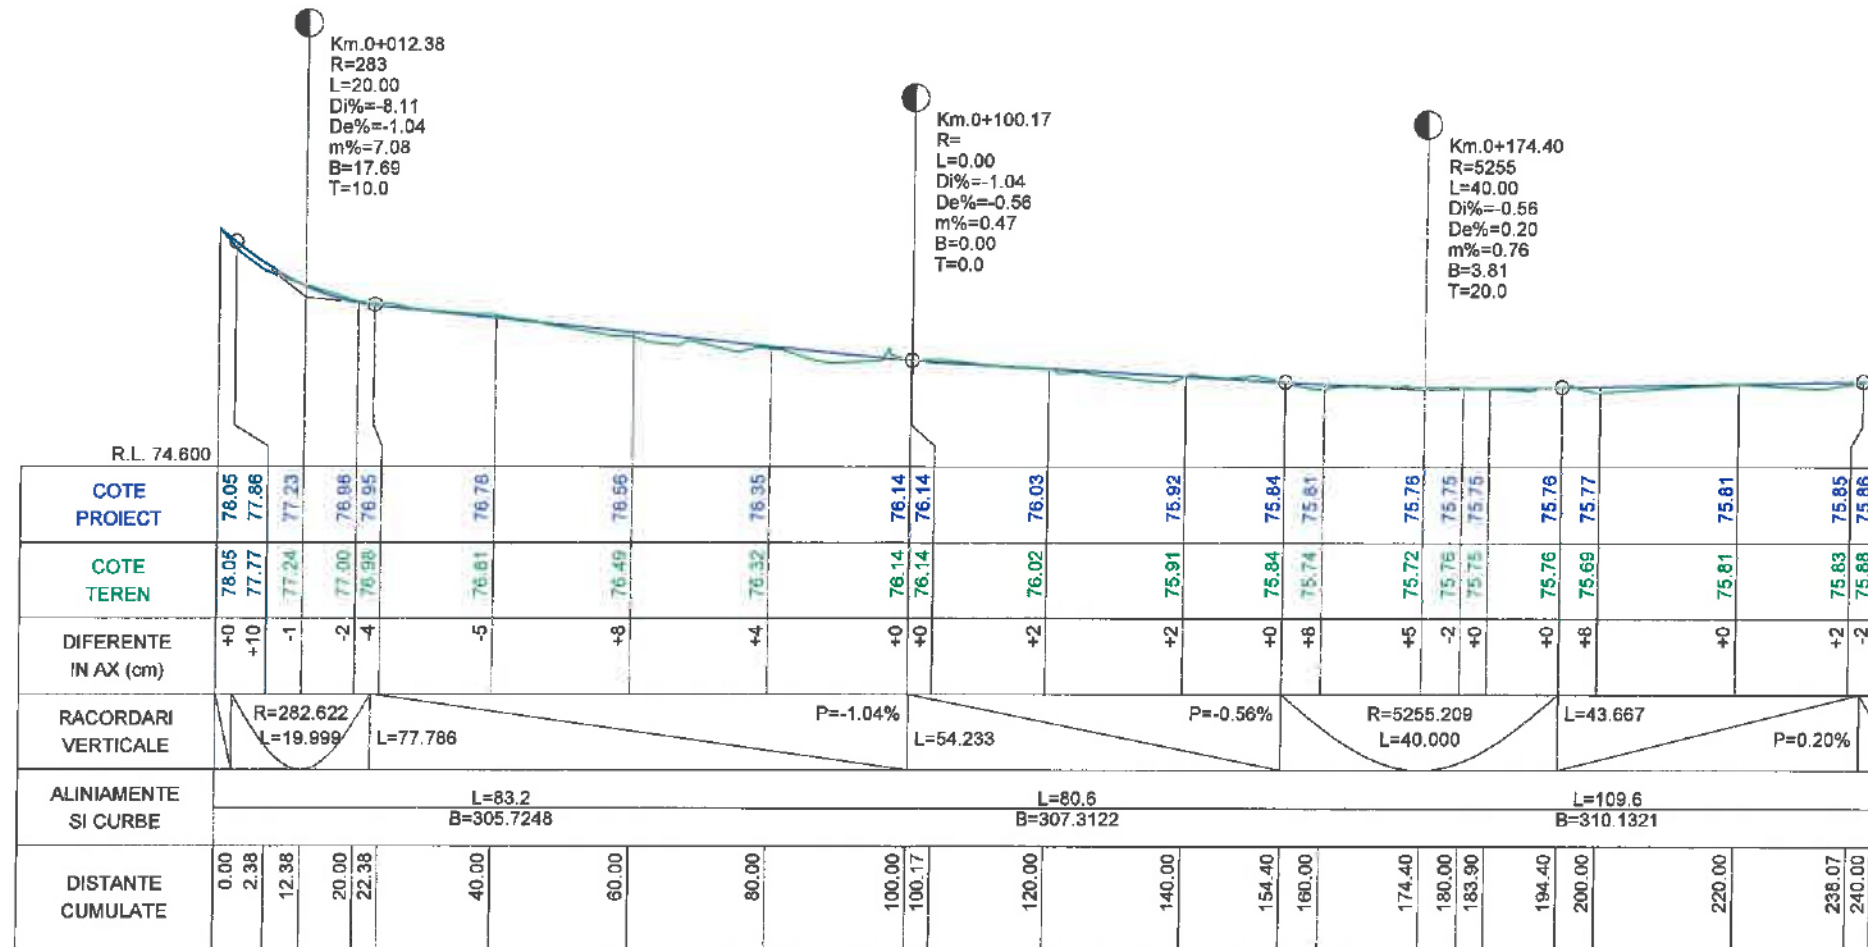 Km.0+012.38
R=283
L=20.00
Di%=-8.11
De%=-1.04
m%=7.08
B=17.69
T=10.0
Km.0+100.17
R=
L=0.00
Di%=-1.04
De%=-0.56
m%=0.47
B=0.00
T=0.0
Km.0+174.40
R=5255
L=40.00
Di%=-0.56
De%=0.20
m%=0.76
B=3.81
T=20.0
R.L. 74.600
COTE
PROIECT
78.05 77.86 77.23 76.96 76.95 76.78 76.56 76.35 76.14 76.14 76.03 75.92 75.84 75.81 75.76 75.75 75.75 75.76 75.77 75.81 75.85 75.86
COTE
TEREN
78.05 77.77 77.24 77.00 76.98 76.81 76.49 76.32 76.14 76.14 76.02 75.91 75.84 75.74 75.72 75.76 75.75 75.76 75.69 75.81 75.83 75.88
DIFERENTE
IN AX (cm)
+0 +10 -1 -2 -4 -5 +8 +4 +0 +0 +2 +2 +0 +8 +5 -2 +0 +0 +8 +0 +2 -2
RACORDARI
VERTICALE
R=282.622
L=19.999
L=77.786
P=-1.04%
L=54.233
P=-0.56%
R=5255.209
L=40.000
L=43.667
P=0.20%
ALINIAMENTE
SI CURBE
L=83.2
B=305.7248
L=80.6
B=307.3122
L=109.6
B=310.1321
DISTANTE
CUMULATE
0.00 2.38 12.38 20.00 22.38 40.00 60.00 80.00 100.00 100.17 120.00 140.00 154.40 160.00 174.40 180.00 183.90 194.40 200.00 220.00 238.07 240.00